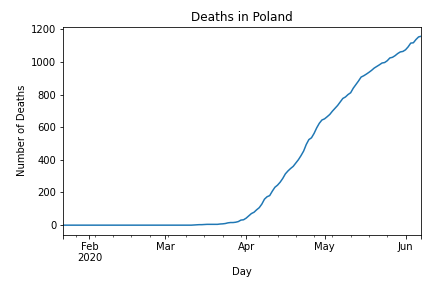 Deaths in Poland
1200
1000
800
600
400
200
0
Number of Deaths
Feb
2020
Mar
Apr
May
Jun
Day